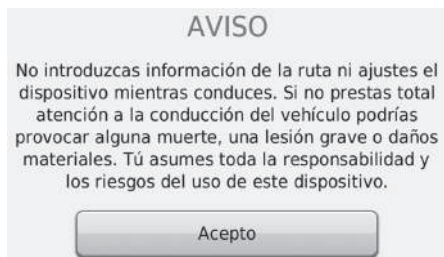 AVISO
No introduzcas información de la ruta ni ajustes el
dispositivo mientras conduces. Si no prestas total
atención a la conducción del vehículo podrías
provocar alguna muerte, una lesión grave o daños
materiales. Tú asumes toda la responsabilidad y
los riesgos del uso de este dispositivo.
Acepto